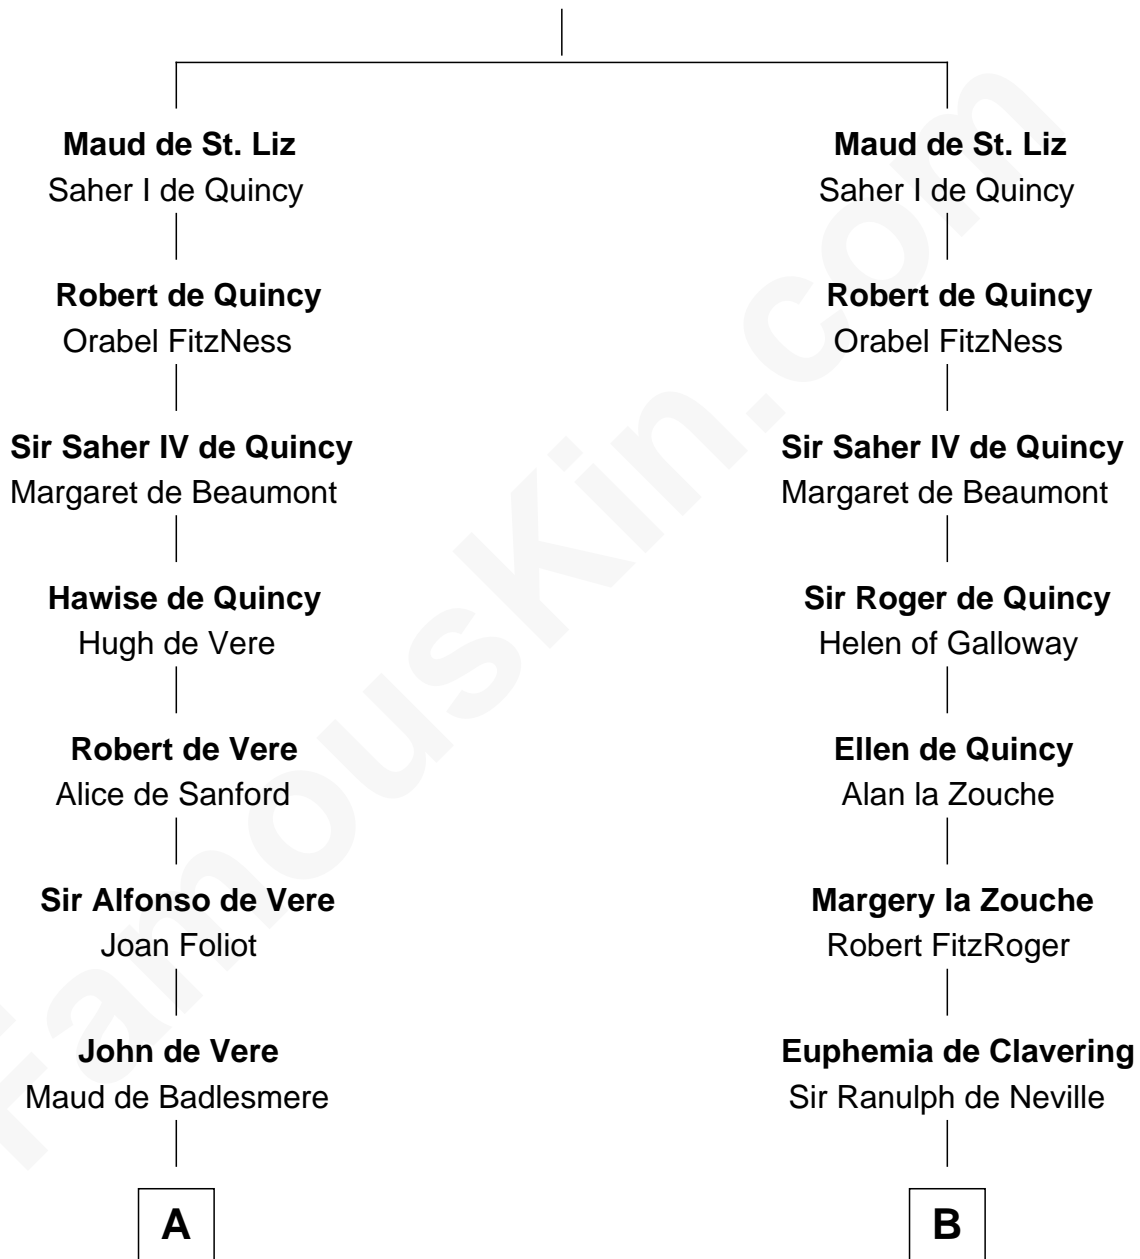 Maud de St. Liz
Saher I de Quincy
Robert de Quincy
Orabel FitzNess
Sir Saher IV de Quincy
Margaret de Beaumont
Hawise de Quincy
Hugh de Vere
Robert de Vere
Alice de Sanford
Sir Alfonso de Vere
Joan Foliot
John de Vere
Maud de Badlesmere
A
Maud de St. Liz
Saher I de Quincy
Robert de Quincy
Orabel FitzNess
Sir Saher IV de Quincy
Margaret de Beaumont
Sir Roger de Quincy
Helen of Galloway
Ellen de Quincy
Alan la Zouche
Margery la Zouche
Robert FitzRoger
Euphemia de Clavering
Sir Ranulph de Neville
B
FamousKin.com